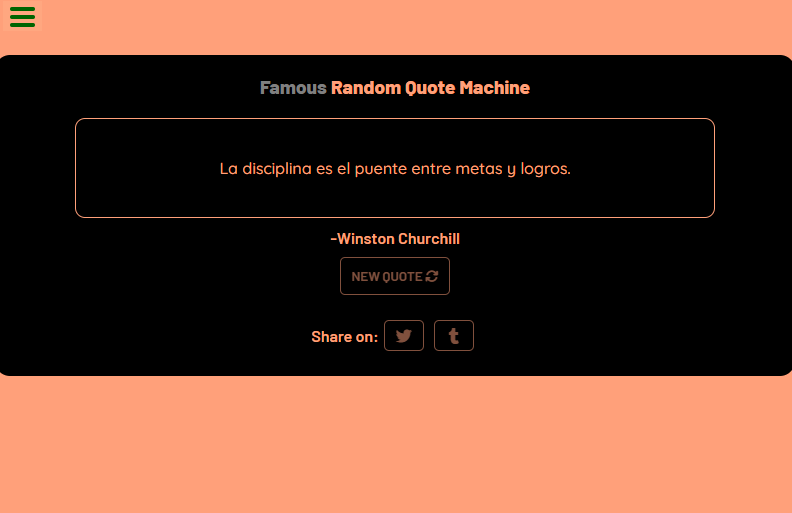 Famous Random Quote Machine
La disciplina es el puente entre metas y logros.
-Winston Churchill
NEW QUOTE
Share on: